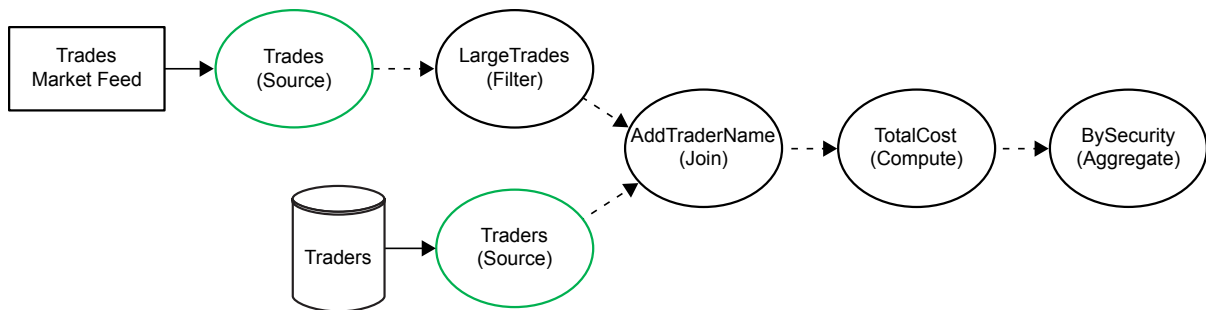 Trades
Market Feed
Trades
(Source)
LargeTrades
(Filter)
AddTraderName
(Join)
TotalCost
(Compute)
BySecurity
(Aggregate)
Traders
Traders
(Source)